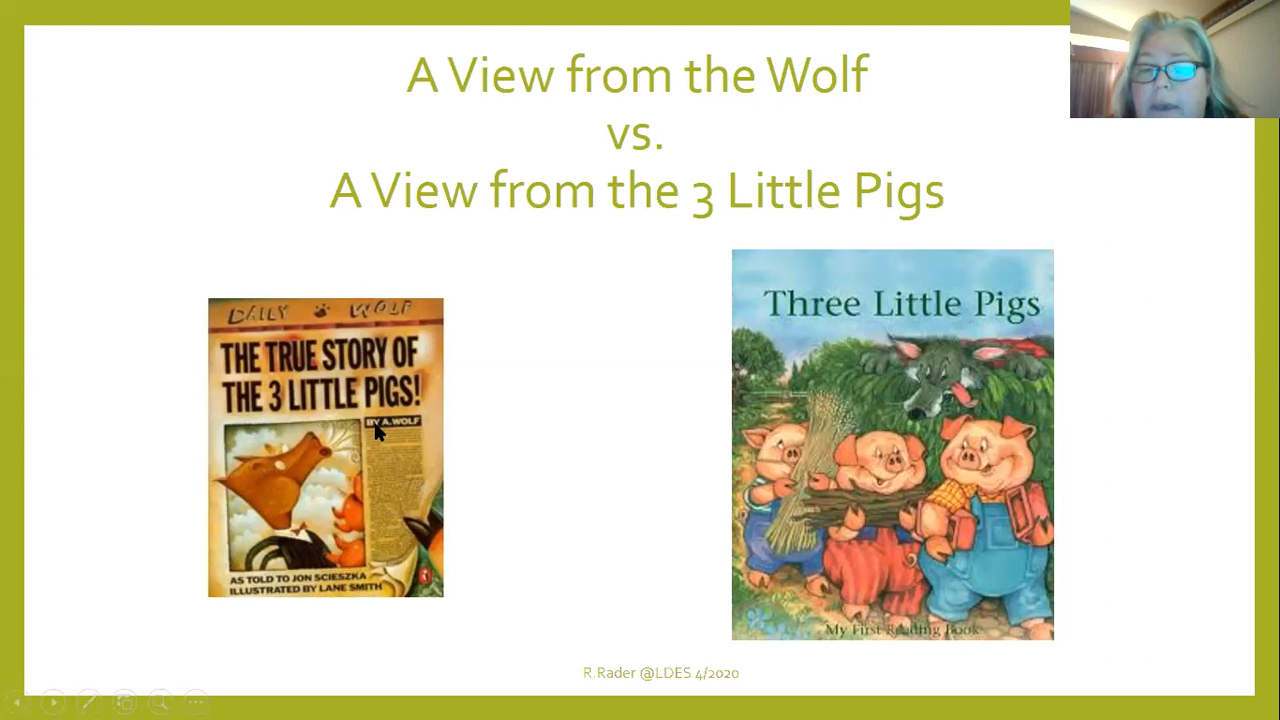 A View from the Wolf
vs.
A View from the 3 Little Pigs
DAILY WOLF
THE TRUE STORY OF
THE 3 LITTLE PIGS!
BY A. WOLF
AS TOLD TO JON SCIESZKA
ILLUSTRATED BY LANE SMITH
Three Little Pigs
My First Reading Book
R.Rader @LDES 4/2020